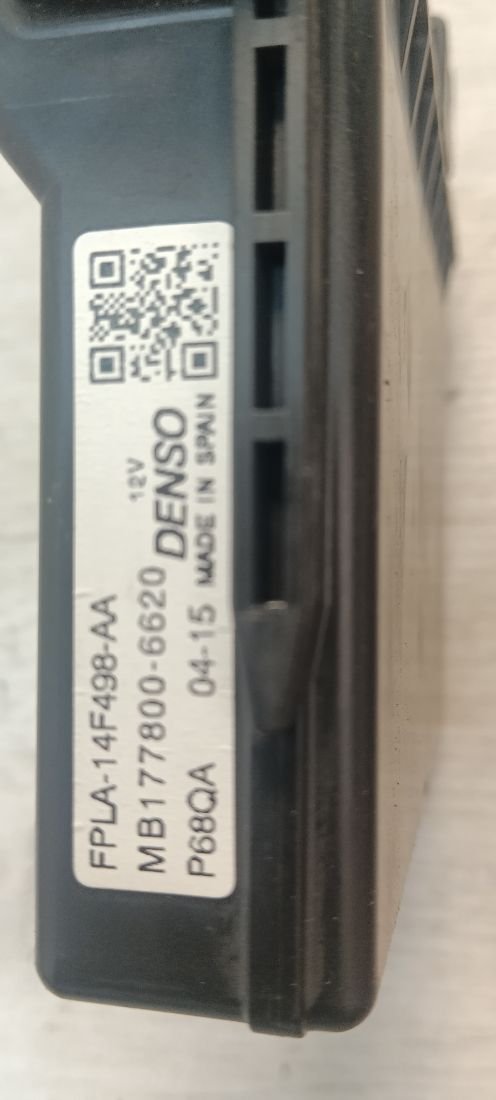 FPLA-14F498-AA
MB177800-6620 12V
DENSO
P68QA 04-15 MADE IN SPAIN